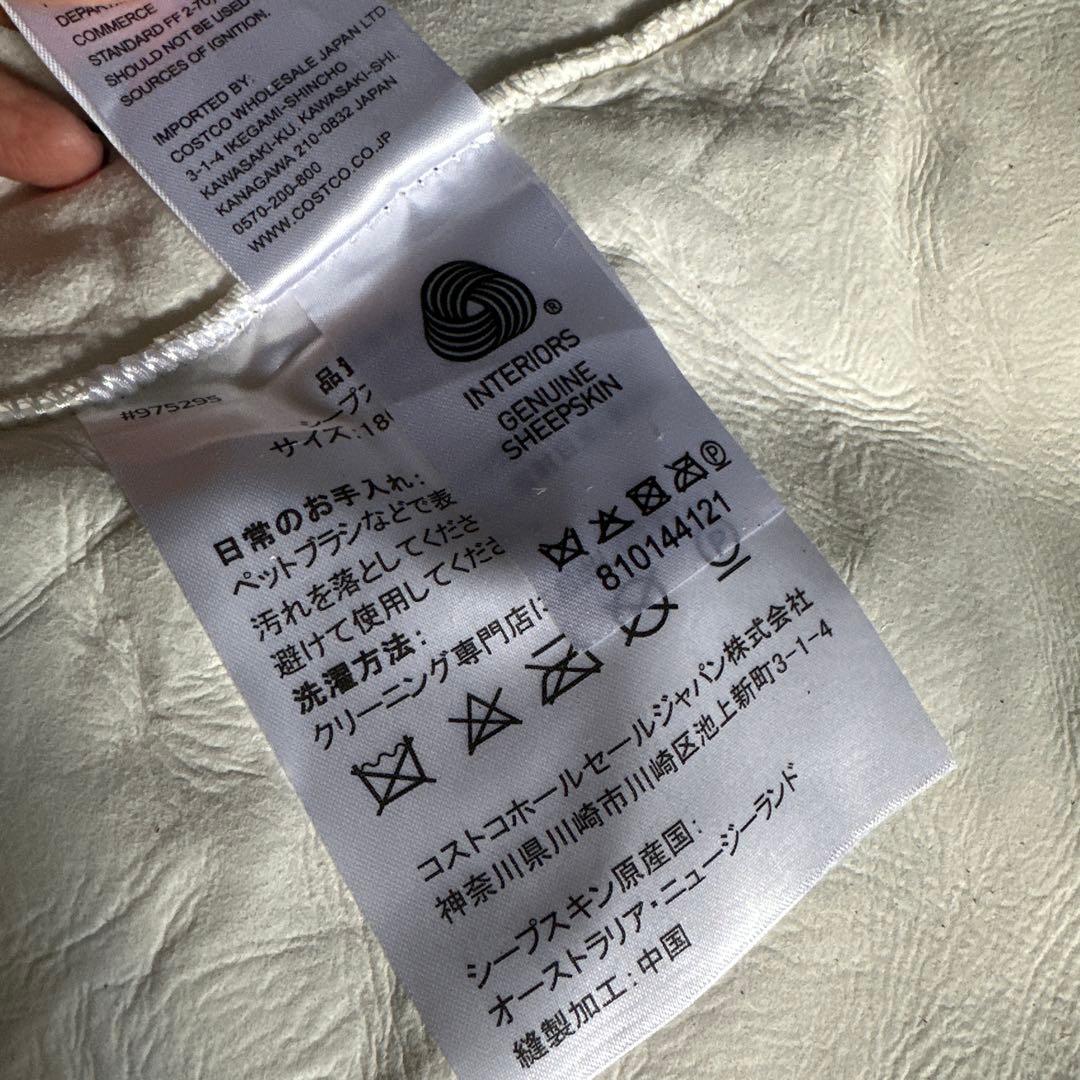 COMMERCE
STANDARD FF 2-70,
SHOULD NOT BE USED
SOURCES OF IGNITION.
IMPORTED BY:
COSTCO WHOLESALE JAPAN LTD
3-1-4 IKEGAMI-SHINCHO
KAWASAKI-KU, KAWASAKI-SHI.
KANAGAWA 210-0832 JAPAN
0570-200-800
WWW.COSTCO.CO.JP
®
INTERIORS
GENUINE
SHEEPSKIN
P
810144121
#975295
品
シープ
サイズ:18
日常のお手入れ:
ペットブラシなどで表
汚れを落としてくださ
避けて使用してくださ
洗濯方法:
クリーニング専門店に
P
コストコホールセールジャパン株式会社
神奈川県川崎市川崎区池上新町3-1-4
シープスキン原産国:
オーストラリア・ニュージーランド
縫製加工:中国